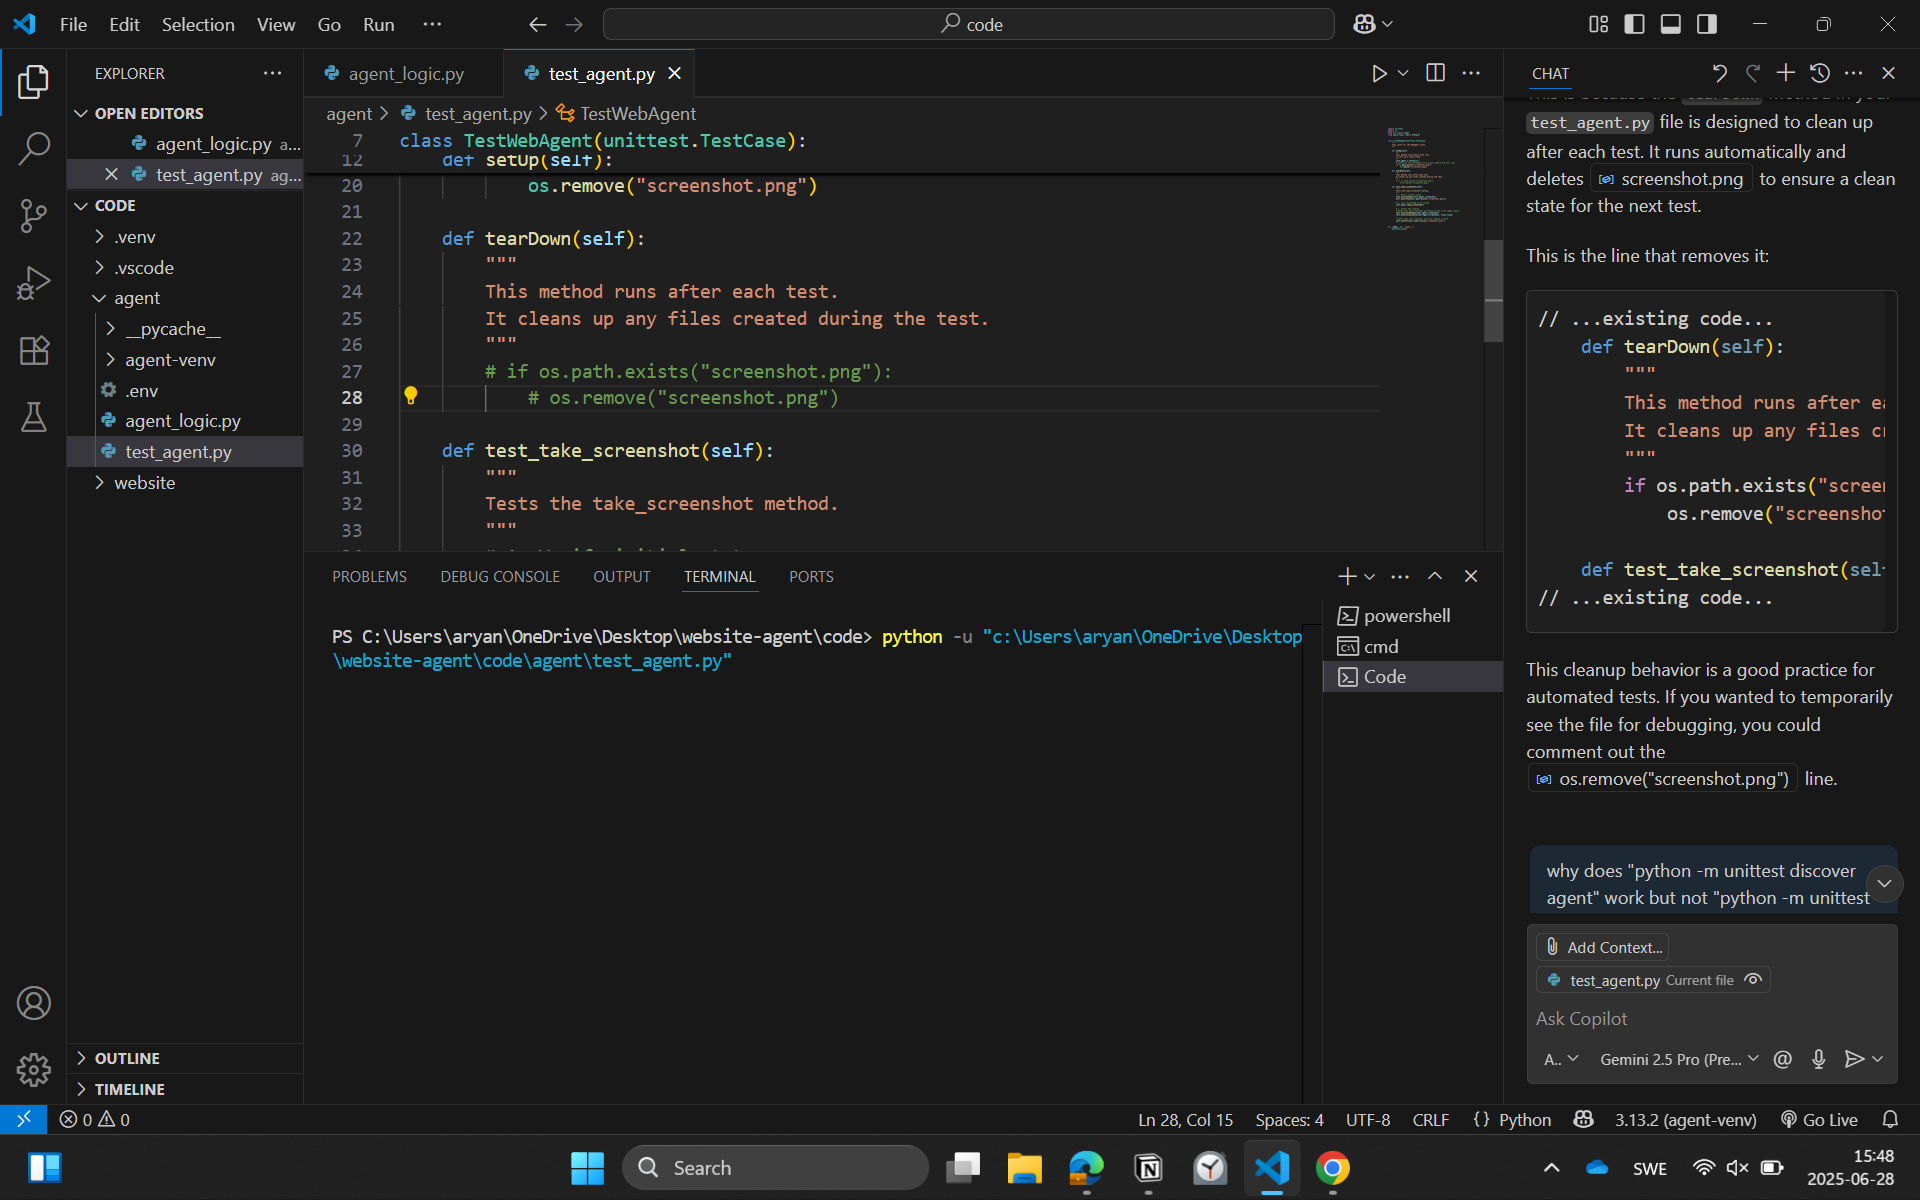 File Edit Selection View Go Run ...
code
EXPLORER
OPEN EDITORS
agent_logic.py a...
test_agent.py ag...
CODE
.venv
.vscode
agent
__pycache__
agent-venv
.env
agent_logic.py
test_agent.py
website
OUTLINE
TIMELINE
agent_logic.py
test_agent.py
agent > test_agent.py > TestWebAgent
7 class TestWebAgent(unittest.TestCase):
12 def setUp(self):
20 os.remove("screenshot.png")
21
22 def tearDown(self):
23 """
24 This method runs after each test.
25 It cleans up any files created during the test.
26 """
27 # if os.path.exists("screenshot.png"):
28 # os.remove("screenshot.png")
29
30 def test_take_screenshot(self):
31 """
32 Tests the take_screenshot method.
33 """
PROBLEMS DEBUG CONSOLE OUTPUT TERMINAL PORTS
PS C:\Users\aryan\OneDrive\Desktop\website-agent\code> python -u "c:\Users\aryan\OneDrive\Desktop
\website-agent\code\agent\test_agent.py"
powershell
cmd
Code
CHAT
test_agent.py file is designed to clean up
after each test. It runs automatically and
deletes screenshot.png to ensure a clean
state for the next test.
This is the line that removes it:
// ...existing code...
def tearDown(self):
"""
This method runs after ea
It cleans up any files cr
"""
if os.path.exists("screen
os.remove("screensho
def test_take_screenshot(sel
// ...existing code...
This cleanup behavior is a good practice for
automated tests. If you wanted to temporarily
see the file for debugging, you could
comment out the
os.remove("screenshot.png") line.
why does "python -m unittest discover
agent" work but not "python -m unittest
Add Context...
test_agent.py Current file
Ask Copilot
A.. Gemini 2.5 Pro (Pre...
0 0
Ln 28, Col 15 Spaces: 4 UTF-8 CRLF {} Python 3.13.2 (agent-venv) Go Live
Search
SWE
15:48
2025-06-28